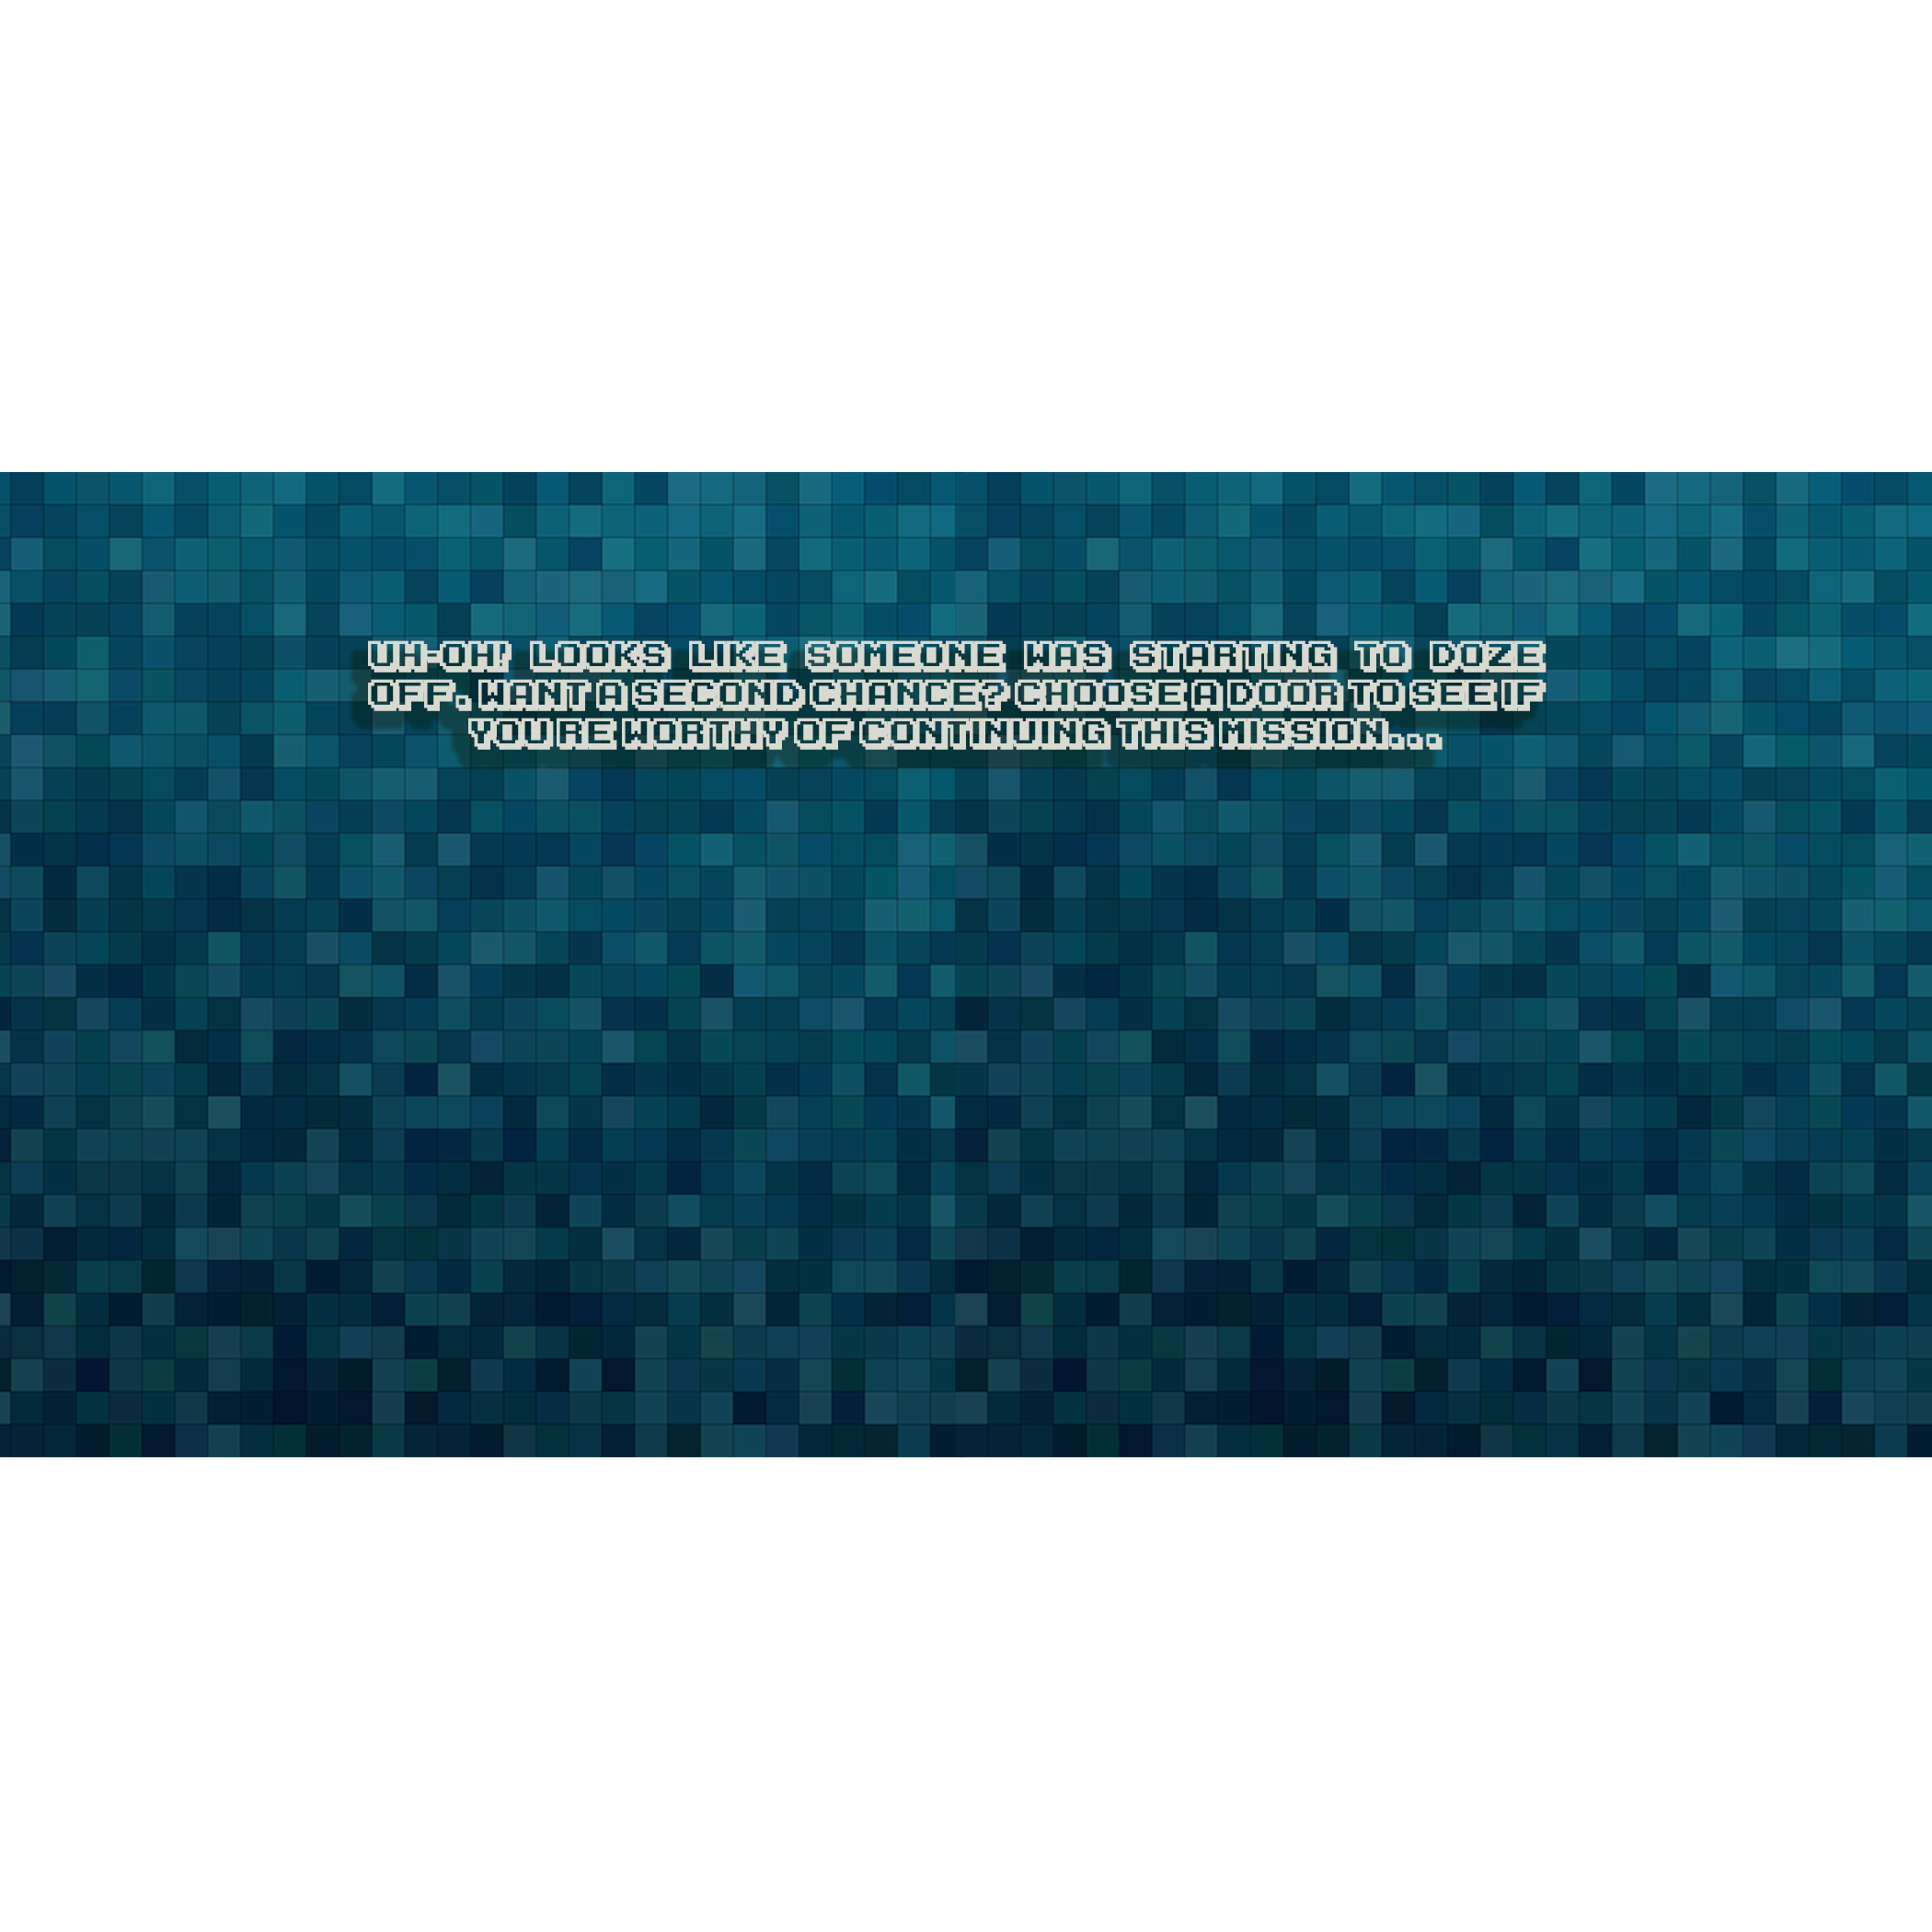 UH-OH! LOOKS LIKE SOMEONE WAS STARTING TO DOZE
OFF. WANT A SECOND CHANCE? CHOOSE A DOOR TO SEE IF
YOU'RE WORTHY OF CONTINUING THIS MISSION...